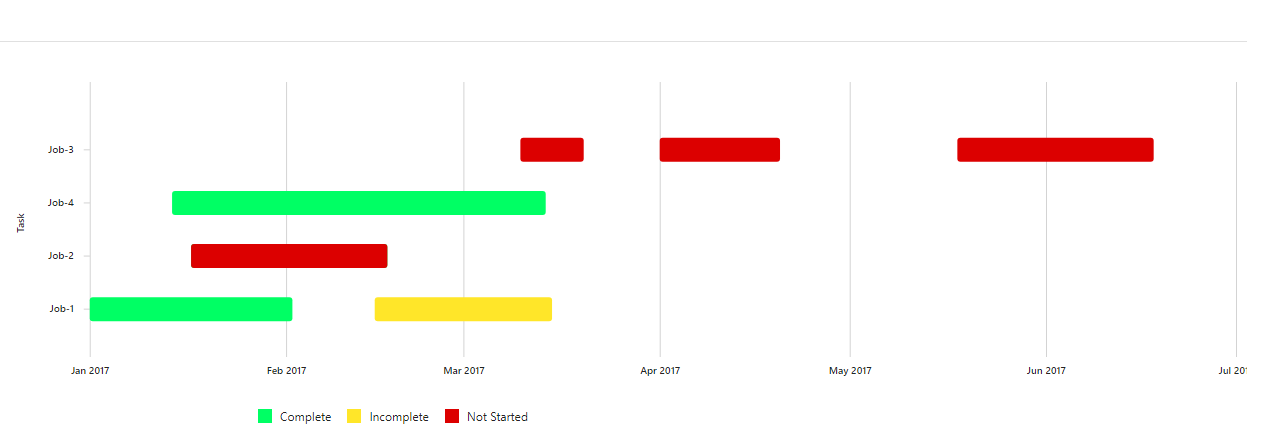 Task
Job-3
Job-4
Job-2
Job-1
Jan 2017 Feb 2017 Mar 2017 Apr 2017 May 2017 Jun 2017 Jul 201
Complete Incomplete Not Started